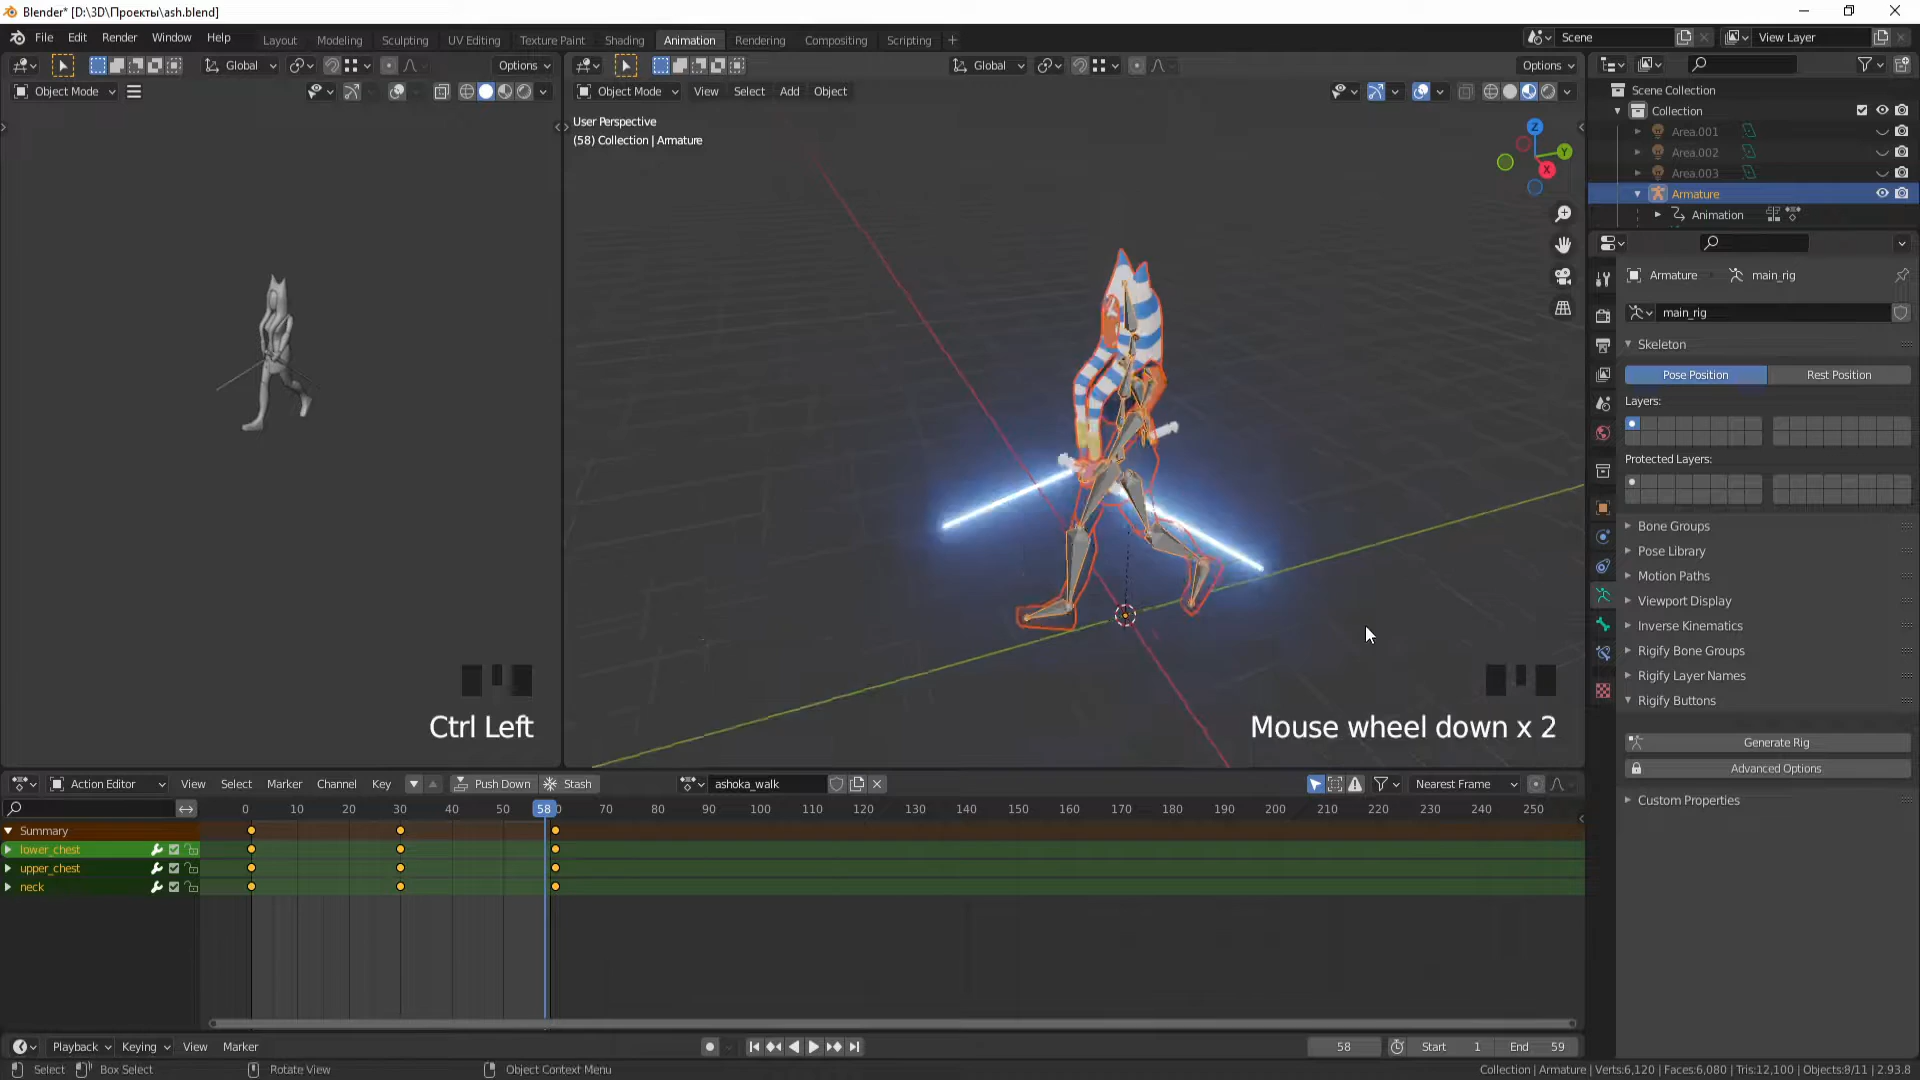 Blender* [D:\3D\Проекты\ash.blend]
File Edit Render Window Help Layout Modeling Sculpting UV Editing Texture Paint Shading Animation Rendering Compositing Scripting + Scene View Layer
Global Options Global Options
Object Mode Object Mode View Select Add Object
User Perspective
(58) Collection | Armature
Z
Y
X
Scene Collection
Collection
Area.001
Area.002
Area.003
Armature
Animation
Armature main_rig
main_rig
Skeleton
Pose Position Rest Position
Layers:
Protected Layers:
Bone Groups
Pose Library
Motion Paths
Viewport Display
Inverse Kinematics
Rigify Bone Groups
Rigify Layer Names
Rigify Buttons
Generate Rig
Advanced Options
Custom Properties
Ctrl Left
Mouse wheel down x 2
Action Editor View Select Marker Channel Key Push Down Stash ashoka_walk Nearest Frame
0 10 20 30 40 50 58 70 80 90 100 110 120 130 140 150 160 170 180 190 200 210 220 230 240 250
Summary
lower_chest
upper_chest
neck
Playback Keying View Marker 58 Start 1 End 59
Select Box Select Rotate View Object Context Menu Collection | Armature | Verts:6,120 | Faces:6,080 | Tris:12,100 | Objects:8/11 | 2.93.8